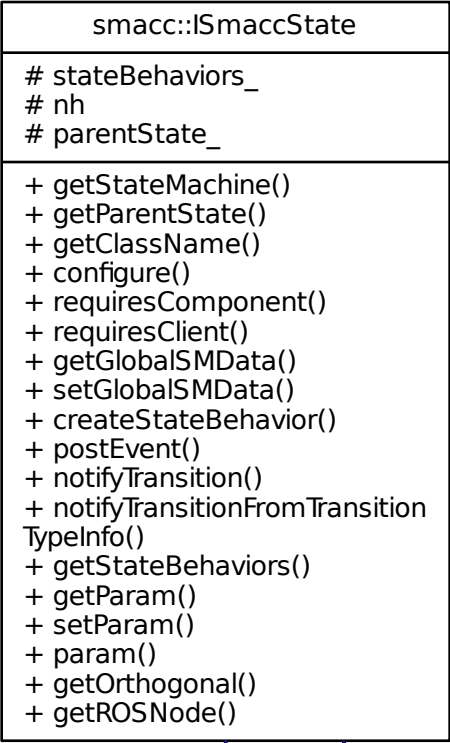 smacc::ISmaccState
# stateBehaviors_
# nh
# parentState_
+ getStateMachine()
+ getParentState()
+ getClassName()
+ configure()
+ requiresComponent()
+ requiresClient()
+ getGlobalSMData()
+ setGlobalSMData()
+ createStateBehavior()
+ postEvent()
+ notifyTransition()
+ notifyTransitionFromTransition
TypeInfo()
+ getStateBehaviors()
+ getParam()
+ setParam()
+ param()
+ getOrthogonal()
+ getROSNode()